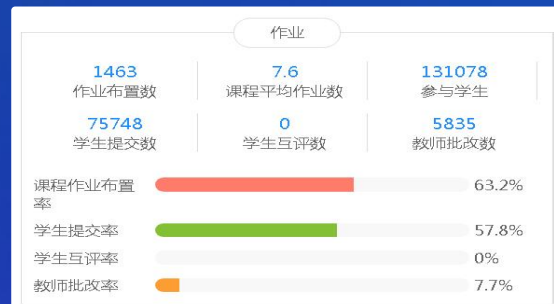 作业
1463 7.6 131078
作业布置数 课程平均作业数 参与学生
75748 0 5835
学生提交数 学生互评数 教师批改数
课程作业布置 63.2%
率
学生提交率 57.8%
学生互评率 0%
教师批改率 7.7%